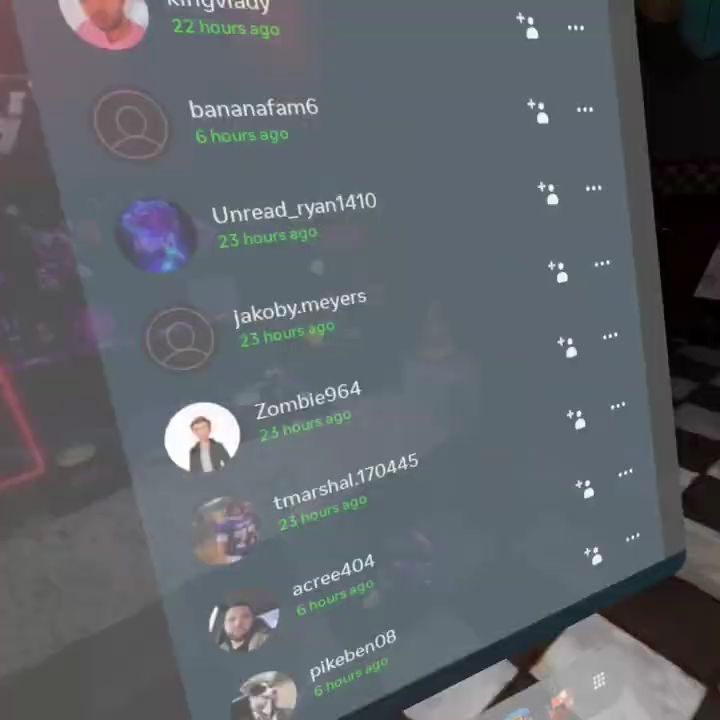 kingvlady
22 hours ago
bananafam6
6 hours ago
Unread_ryan1410
23 hours ago
jakoby.meyers
23 hours ago
Zombie964
23 hours ago
tmarshal.170445
23 hours ago
acree404
6 hours ago
pikeben08
6 hours ago